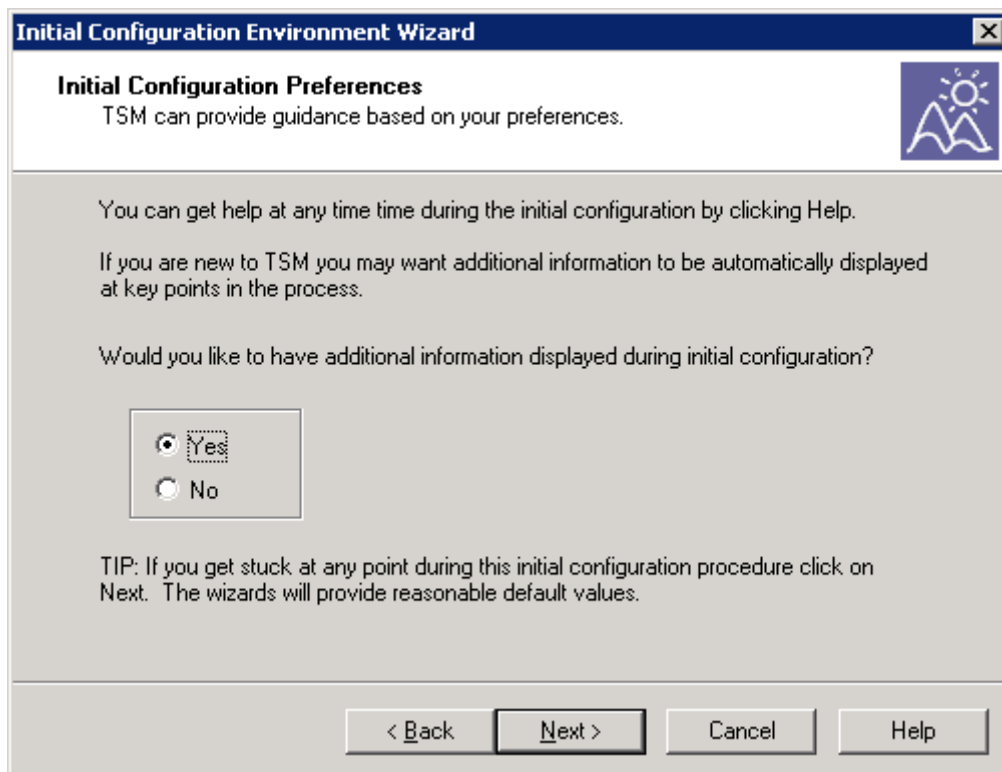 Initial Configuration Environment Wizard
Initial Configuration Preferences
TSM can provide guidance based on your preferences.
You can get help at any time time during the initial configuration by clicking Help.
If you are new to TSM you may want additional information to be automatically displayed
at key points in the process.
Would you like to have additional information displayed during initial configuration?
Yes
No
TIP: If you get stuck at any point during this initial configuration procedure click on
Next. The wizards will provide reasonable default values.
< Back
Next >
Cancel
Help